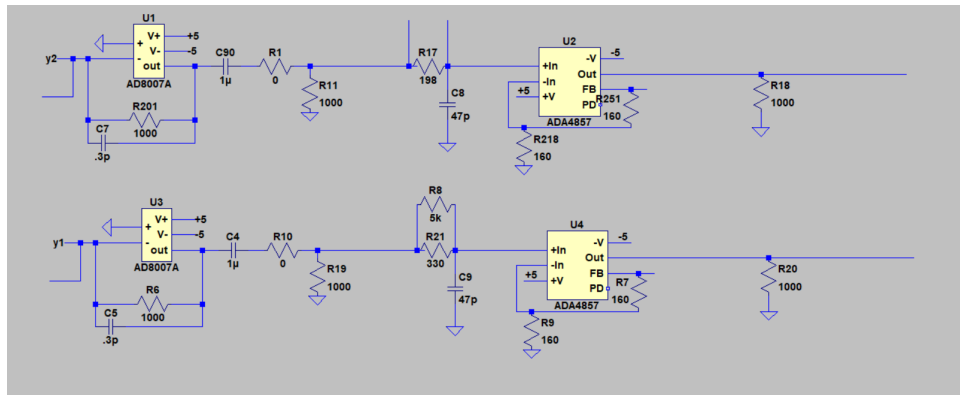 U1
y2
+
V+
+5
V-
-5
-
out
AD8007A
C90
1µ
R1
0
R11
1000
R201
1000
C7
.3p
R17
198
C8
47p
U2
+In
-V
-5
-In
Out
+5
+V
FB
PD
ADA4857
R251
160
R218
160
R18
1000
U3
y1
+
V+
+5
V-
-5
-
out
AD8007A
C4
1µ
R10
0
R19
1000
R6
1000
C5
.3p
R8
5k
R21
330
C9
47p
U4
+In
-V
-5
-In
Out
+5
+V
FB
PD
ADA4857
R7
160
R9
160
R20
1000